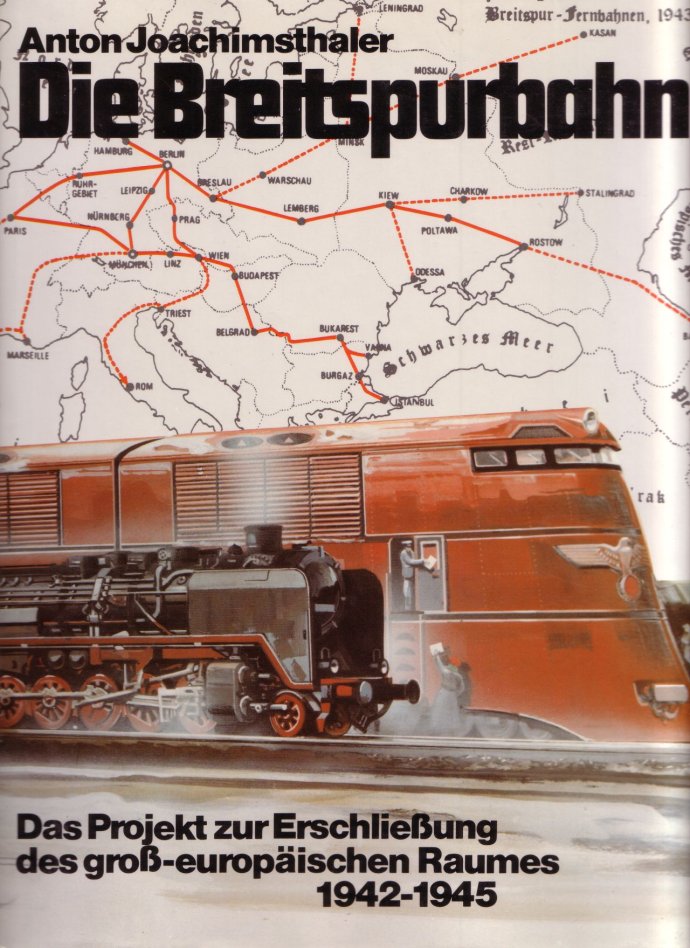 LENINGRAD
Breitspur-Fernbahnen, 1943
KASAN
Anton Joachimsthaler
MOSKAU
Die Breitspurbahn
MINSK
HAMBURG
BERLIN
RUHR-
GEBIET
LEIPZIG
BRESLAU
WARSCHAU
KIEW
CHARKOW
STALINGRAD
PARIS
NÜRNBERG
PRAG
LEMBERG
POLTAWA
ROSTOW
MÜNCHEN
LINZ
WIEN
BUDAPEST
ODESSA
TRIEST
BELGRAD
BUKAREST
MARSEILLE
VARNA
Schwarzes Meer
ROM
BURGAZ
ISTANBUL
Das Projekt zur Erschließung
des groß-europäischen Raumes
1942-1945